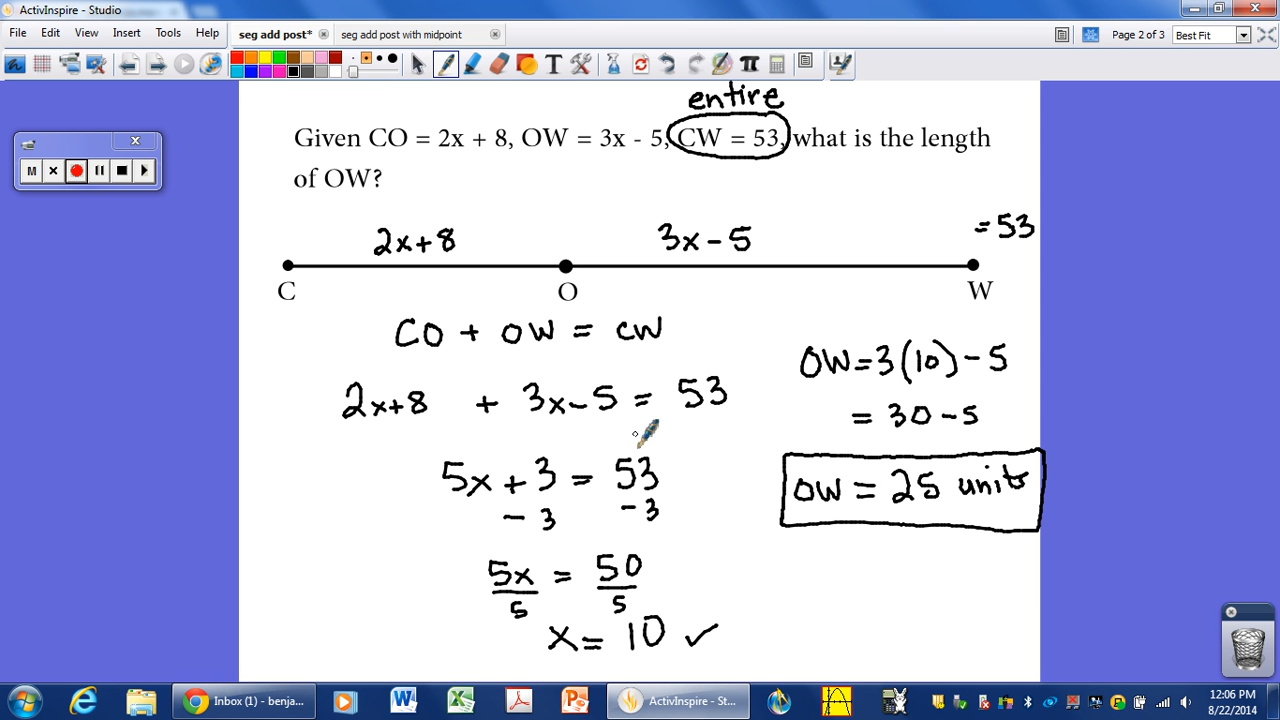 ActivInspire - Studio
File Edit View Insert Tools Help
seg add post* seg add post with midpoint
Page 2 of 3 Best Fit
entire
Given CO = 2x + 8, OW = 3x - 5, CW = 53, what is the length
of OW?
2x+8 3x-5 = 53
C O W
CO + OW = CW
2x+8 + 3x-5 = 53
5x + 3 = 53
- 3 - 3
5x = 50
5 5
x = 10 ✓
OW = 3(10) - 5
= 30 - 5
OW = 25 units
M
T
π
Inbox (1) - benja...
ActivInspire - St...
12:06 PM
8/22/2014